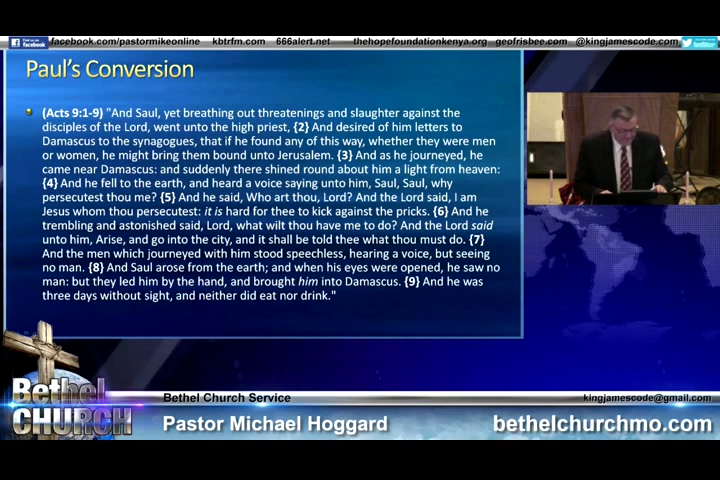 Find us on facebook facebook.com/pastormikeonline kbtrfm.com 666alert.net thehopefoundationkenya.org geofrisbee.com @kingjamescode.com twitter
Paul's Conversion
(Acts 9:1-9) "And Saul, yet breathing out threatenings and slaughter against the
disciples of the Lord, went unto the high priest, {2} And desired of him letters to
Damascus to the synagogues, that if he found any of this way, whether they were men
or women, he might bring them bound unto Jerusalem. {3} And as he journeyed, he
came near Damascus: and suddenly there shined round about him a light from heaven:
{4} And he fell to the earth, and heard a voice saying unto him, Saul, Saul, why
persecutest thou me? {5} And he said, Who art thou, Lord? And the Lord said, I am
Jesus whom thou persecutest: it is hard for thee to kick against the pricks. {6} And he
trembling and astonished said, Lord, what wilt thou have me to do? And the Lord said
unto him, Arise, and go into the city, and it shall be told thee what thou must do. {7}
And the men which journeyed with him stood speechless, hearing a voice, but seeing
no man. {8} And Saul arose from the earth; and when his eyes were opened, he saw no
man: but they led him by the hand, and brought him into Damascus. {9} And he was
three days without sight, and neither did eat nor drink."
Bethel
CHURCH
Bethel Church Service kingjamescode@gmail.com
Pastor Michael Hoggard bethelchurchmo.com